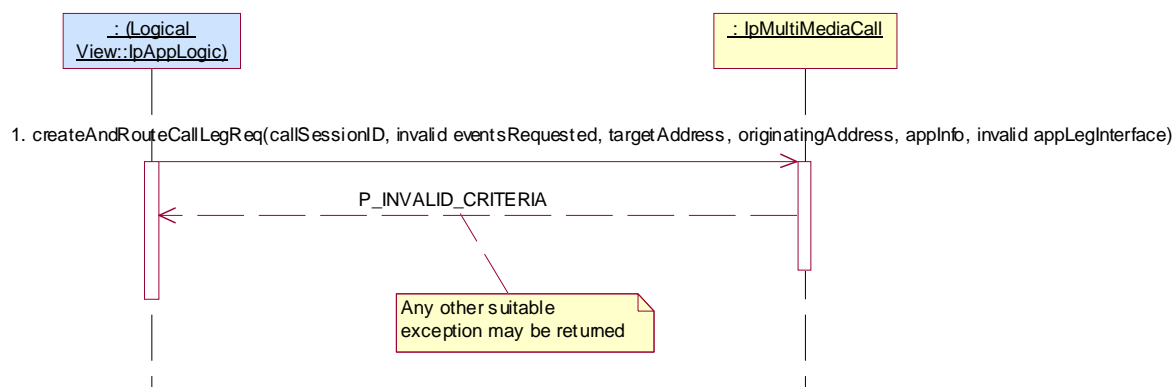 : (Logical
View::IpAppLogic)
: IpMultiMediaCall
1. createAndRouteCallLegReq(callSessionID, invalid eventsRequested, targetAddress, originatingAddress, appInfo, invalid appLegInterface)
P_INVALID_CRITERIA
Any other suitable
exception may be returned